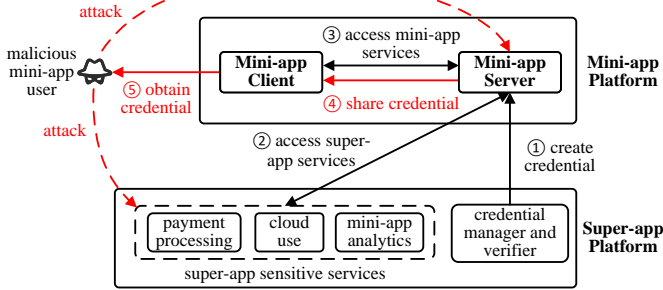 attack
malicious
mini-app
user
⑤ obtain
credential
attack
Mini-app
Client
③ access mini-app
services
④ share credential
Mini-app
Server
Mini-app
Platform
② access super-
app services
① create
credential
payment
processing
cloud
use
mini-app
analytics
super-app sensitive services
credential
manager and
verifier
Super-app
Platform